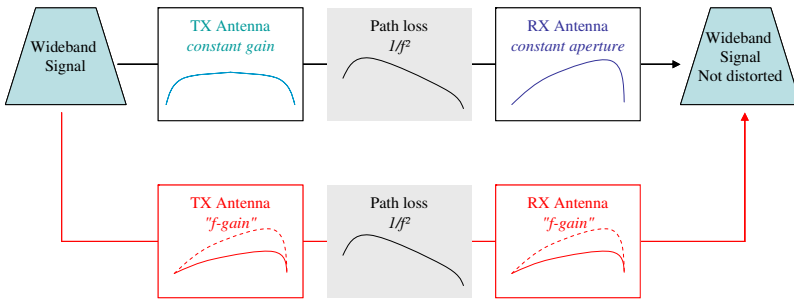 Wideband
Signal
TX Antenna
constant gain
Path loss
1/f²
RX Antenna
constant aperture
Wideband
Signal
Not distorted
TX Antenna
"f-gain"
Path loss
1/f²
RX Antenna
"f-gain"